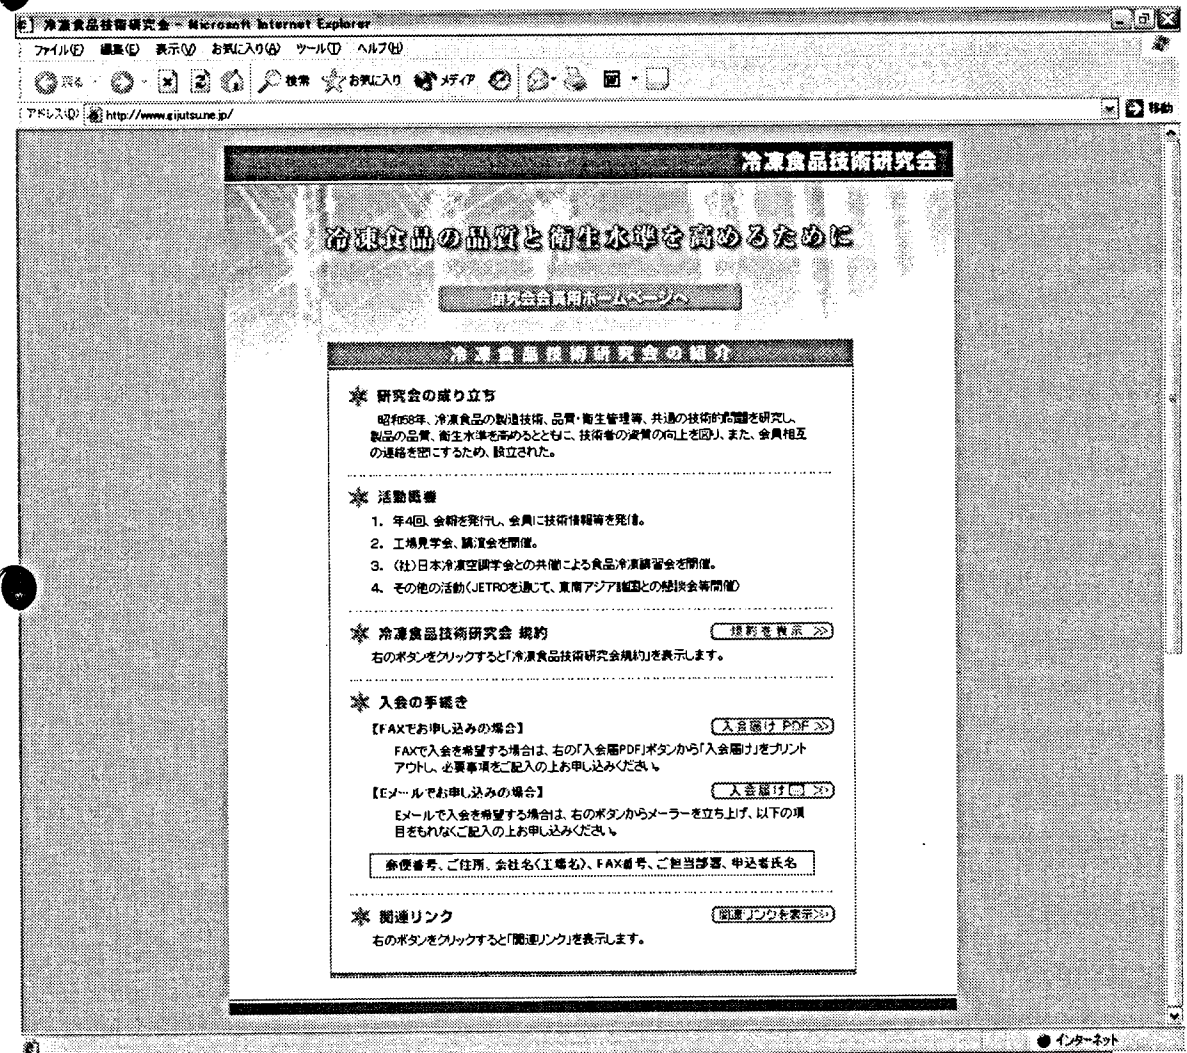 冷凍食品技術研究会 - Microsoft Internet Explorer
ファイル(F) 編集(E) 表示(V) お気に入り(A) ツール(T) ヘルプ(H)
戻る 検索 お気に入り メディア
アドレス(D) http://www.gijutsu.ne.jp/ 移動
冷凍食品技術研究会
冷凍食品の品質と衛生水準を高めるために
研究会会員用ホームページへ
冷凍食品技術研究会の紹介
研究会の成り立ち
昭和58年、冷凍食品の製造技術、品質・衛生管理等、共通の技術的問題を研究し、
製品の品質、衛生水準を高めるとともに、技術者の資質の向上を図り、また、会員相互
の連絡を密にするため、設立された。
活動概要
1. 年4回、会報を発行し、会員に技術情報等を発信。
2. 工場見学会、講演会を開催。
3. (社)日本冷凍空調学会との共催による食品冷凍講習会を開催。
4. その他の活動(JETROを通じて、東南アジア諸国との懇談会等開催)
冷凍食品技術研究会 規約 規約を表示 ≫
右のボタンをクリックすると「冷凍食品技術研究会規約」を表示します。
入会の手続き
【FAXでお申し込みの場合】 入会届け PDF ≫
FAXで入会を希望する場合は、右の「入会届PDF」ボタンから「入会届け」をプリント
アウトし、必要事項をご記入の上お申し込みください。
【Eメールでお申し込みの場合】 入会届け ≫
Eメールで入会を希望する場合は、右のボタンからメーラーを立ち上げ、以下の項
目をもれなくご記入の上お申し込みください。
郵便番号、ご住所、会社名(工場名)、FAX番号、ご担当部署、申込者氏名
関連リンク 関連リンクを表示≫
右のボタンをクリックすると「関連リンク」を表示します。
インターネット